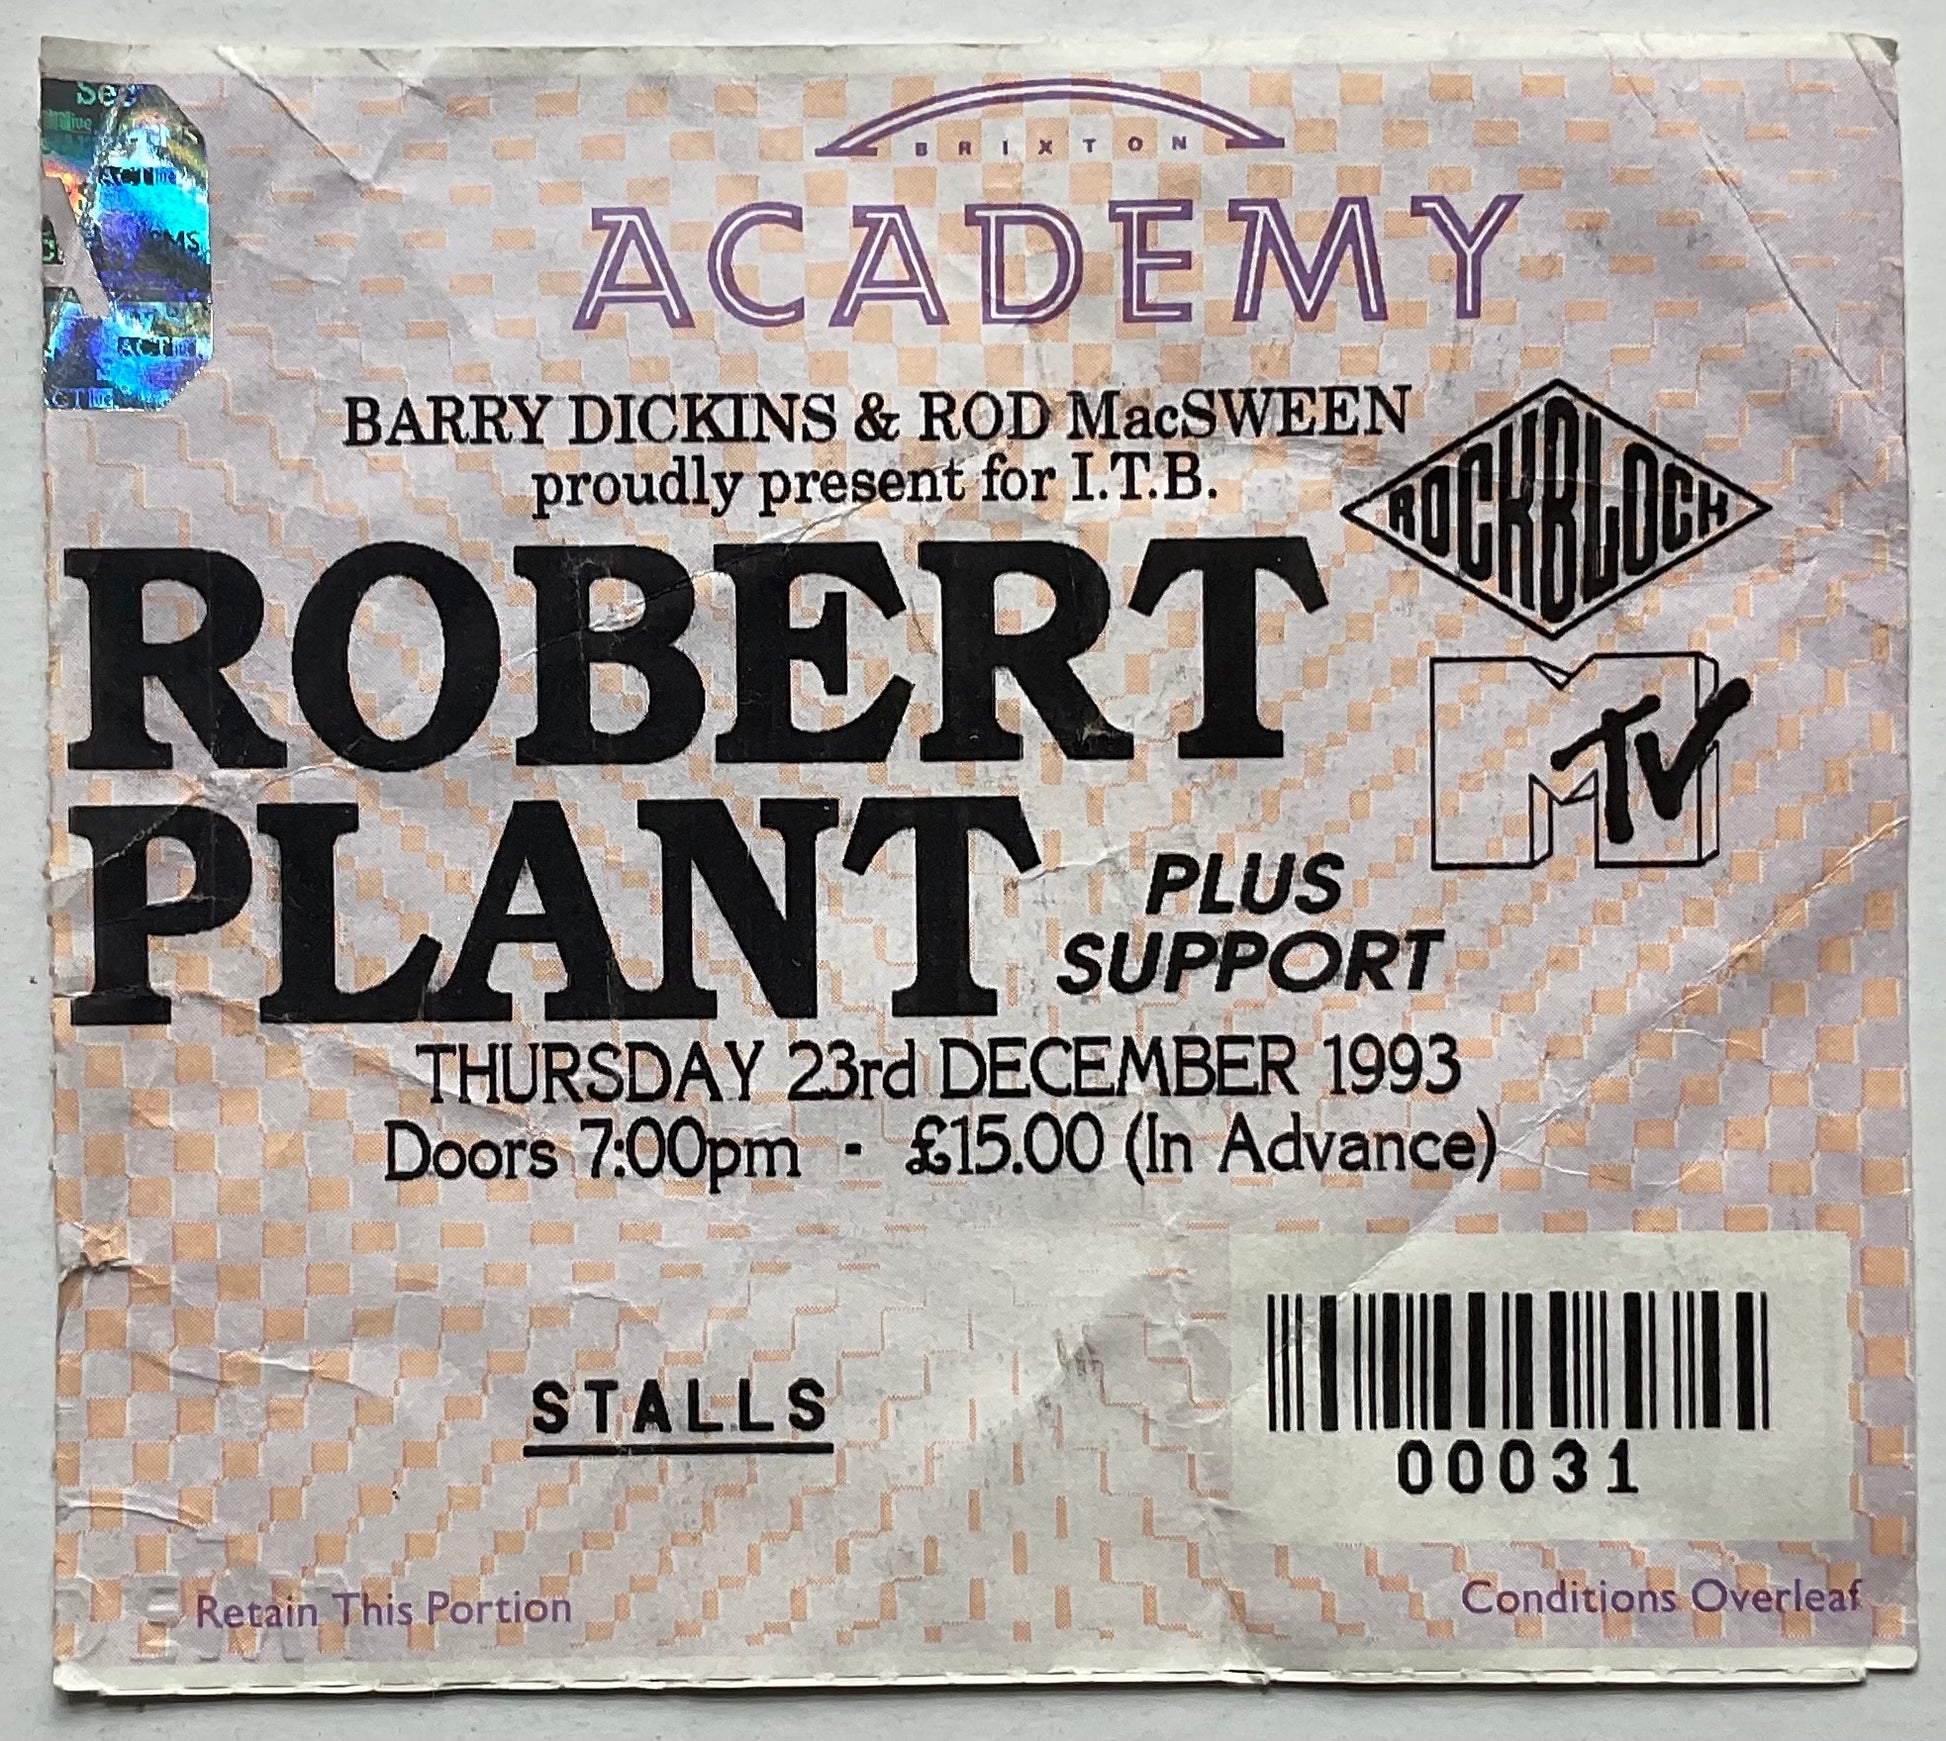 BRIXTON
ACADEMY
BARRY DICKINS & ROD MacSWEEN
proudly present for I.T.B.
ROCKBLOCK
ROBERT
PLANT
MTV
PLUS
SUPPORT
THURSDAY 23rd DECEMBER 1993
Doors 7:00pm - £15.00 (In Advance)
STALLS
00031
Retain This Portion
Conditions Overleaf